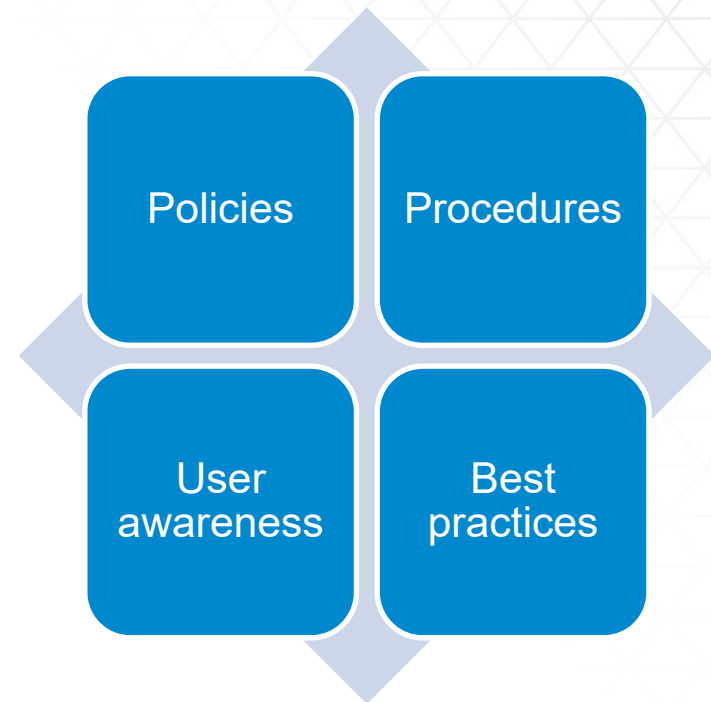 Policies
Procedures
User
awareness
Best
practices